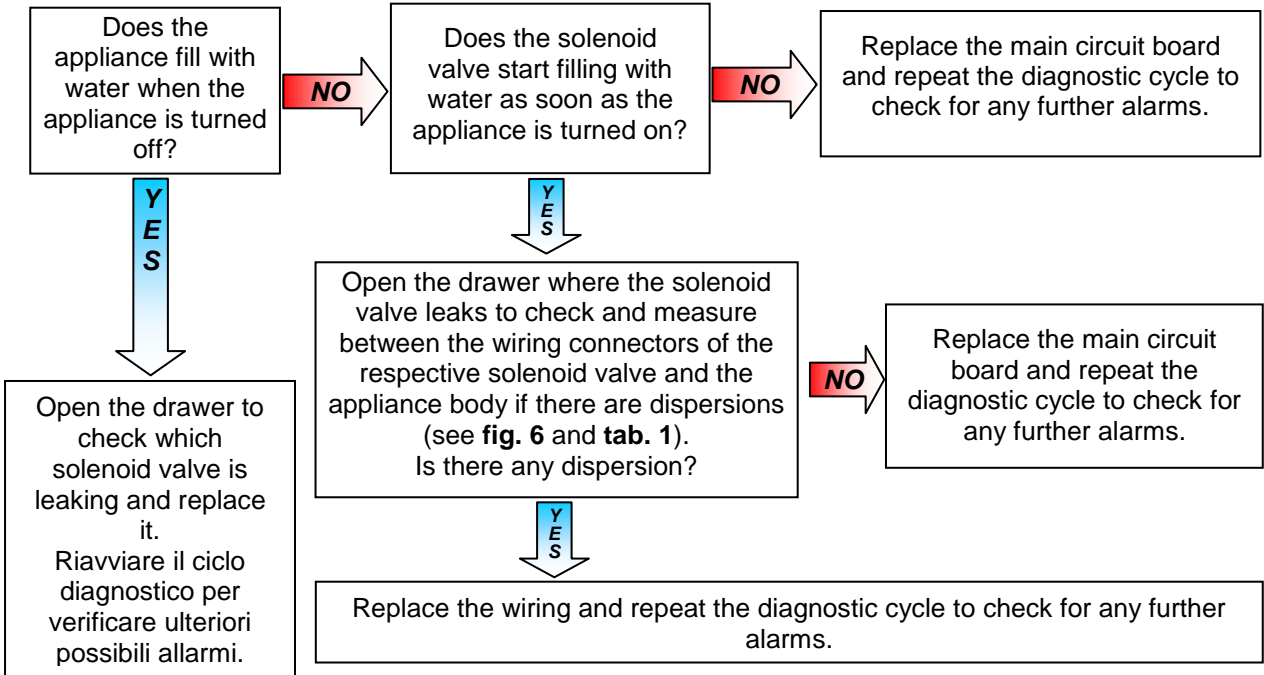 Does the
appliance fill with
water when the
appliance is turned
off?
NO
Does the solenoid
valve start filling with
water as soon as the
appliance is turned on?
NO
Replace the main circuit board
and repeat the diagnostic cycle to
check for any further alarms.
YES
YES
Open the drawer where the solenoid
valve leaks to check and measure
between the wiring connectors of the
respective solenoid valve and the
appliance body if there are dispersions
(see fig. 6 and tab. 1).
Is there any dispersion?
NO
Replace the main circuit
board and repeat the
diagnostic cycle to check for
any further alarms.
Open the drawer to
check which
solenoid valve is
leaking and replace
it.
Riavviare il ciclo
diagnostico per
verificare ulteriori
possibili allarmi.
YES
Replace the wiring and repeat the diagnostic cycle to check for any further
alarms.